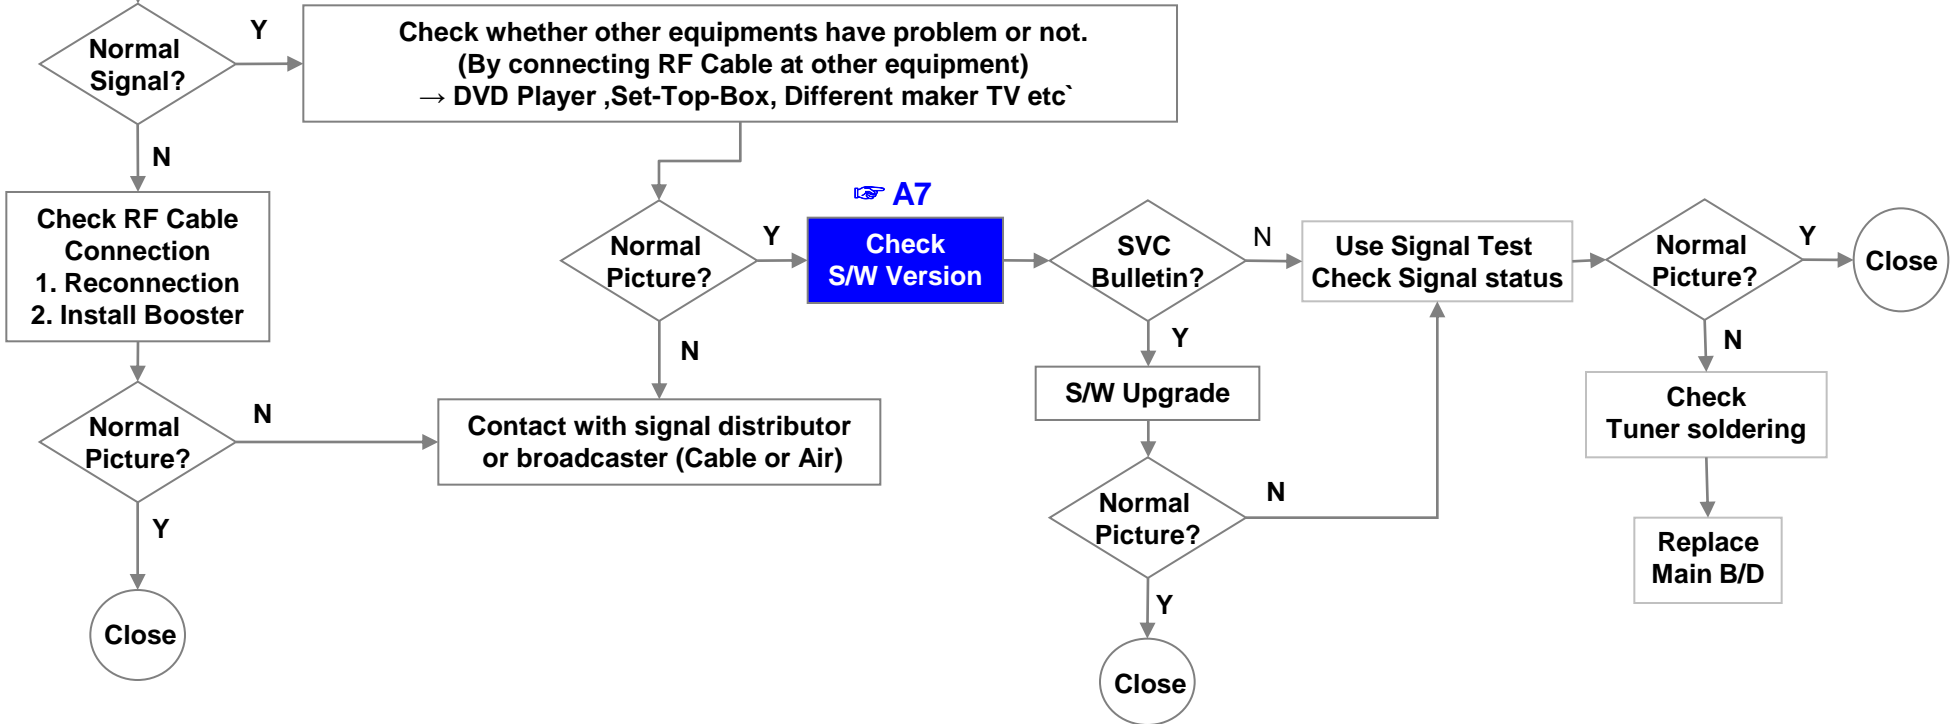 Normal
Signal?
Y
Check whether other equipments have problem or not.
(By connecting RF Cable at other equipment)
→ DVD Player ,Set-Top-Box, Different maker TV etc`
N
Check RF Cable
Connection
1. Reconnection
2. Install Booster
Normal
Picture?
N
Y
Close
Contact with signal distributor
or broadcaster (Cable or Air)
Normal
Picture?
Y
N
☞ A7
Check
S/W Version
SVC
Bulletin?
N
Y
S/W Upgrade
Normal
Picture?
N
Y
Close
Use Signal Test
Check Signal status
Normal
Picture?
Y
Close
N
Check
Tuner soldering
Replace
Main B/D